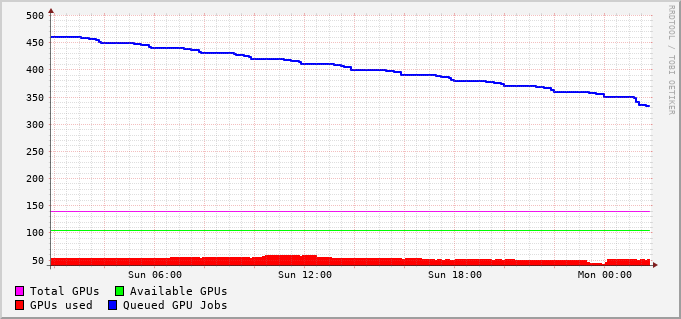 500
450
400
350
300
250
200
150
100
50
Sun 06:00 Sun 12:00 Sun 18:00 Mon 00:00
Total GPUs Available GPUs
GPUs used Queued GPU Jobs
RRDTOOL / TOBI OETIKER